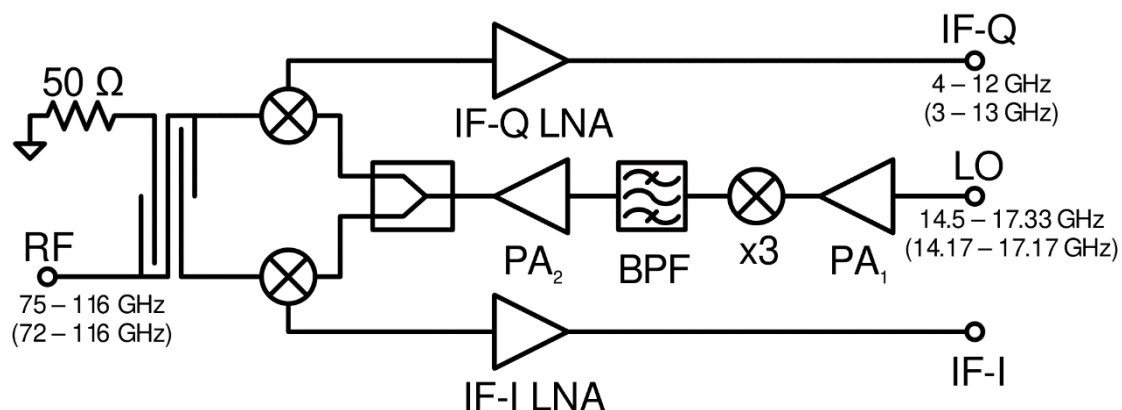 IF-Q
4 – 12 GHz
(3 – 13 GHz)
50 Ω
IF-Q LNA
LO
14.5 – 17.33 GHz
(14.17 – 17.17 GHz)
RF
75 – 116 GHz
(72 – 116 GHz)
PA₂
BPF
x3
PA₁
IF-I LNA
IF-I